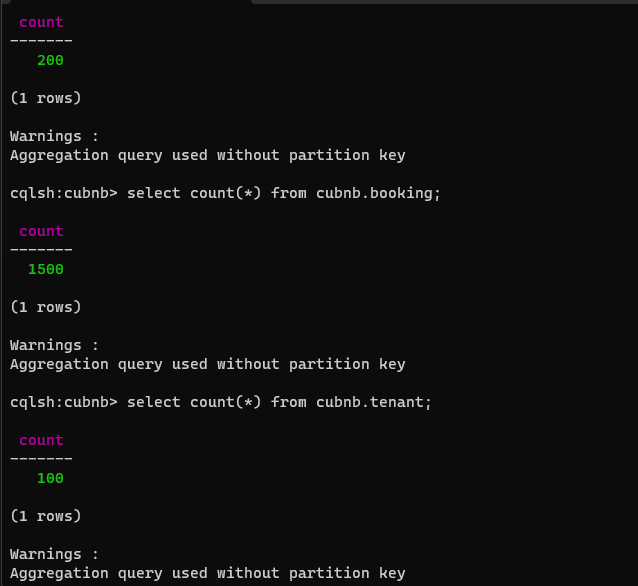 count
-------
200
(1 rows)
Warnings :
Aggregation query used without partition key
cqlsh:cubnb> select count(*) from cubnb.booking;
count
-------
1500
(1 rows)
Warnings :
Aggregation query used without partition key
cqlsh:cubnb> select count(*) from cubnb.tenant;
count
-------
100
(1 rows)
Warnings :
Aggregation query used without partition key